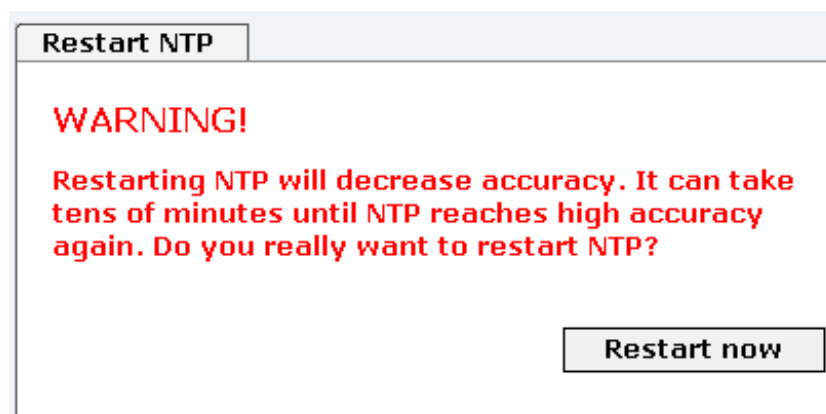 Restart NTP
WARNING!
Restarting NTP will decrease accuracy. It can take
tens of minutes until NTP reaches high accuracy
again. Do you really want to restart NTP?
Restart now